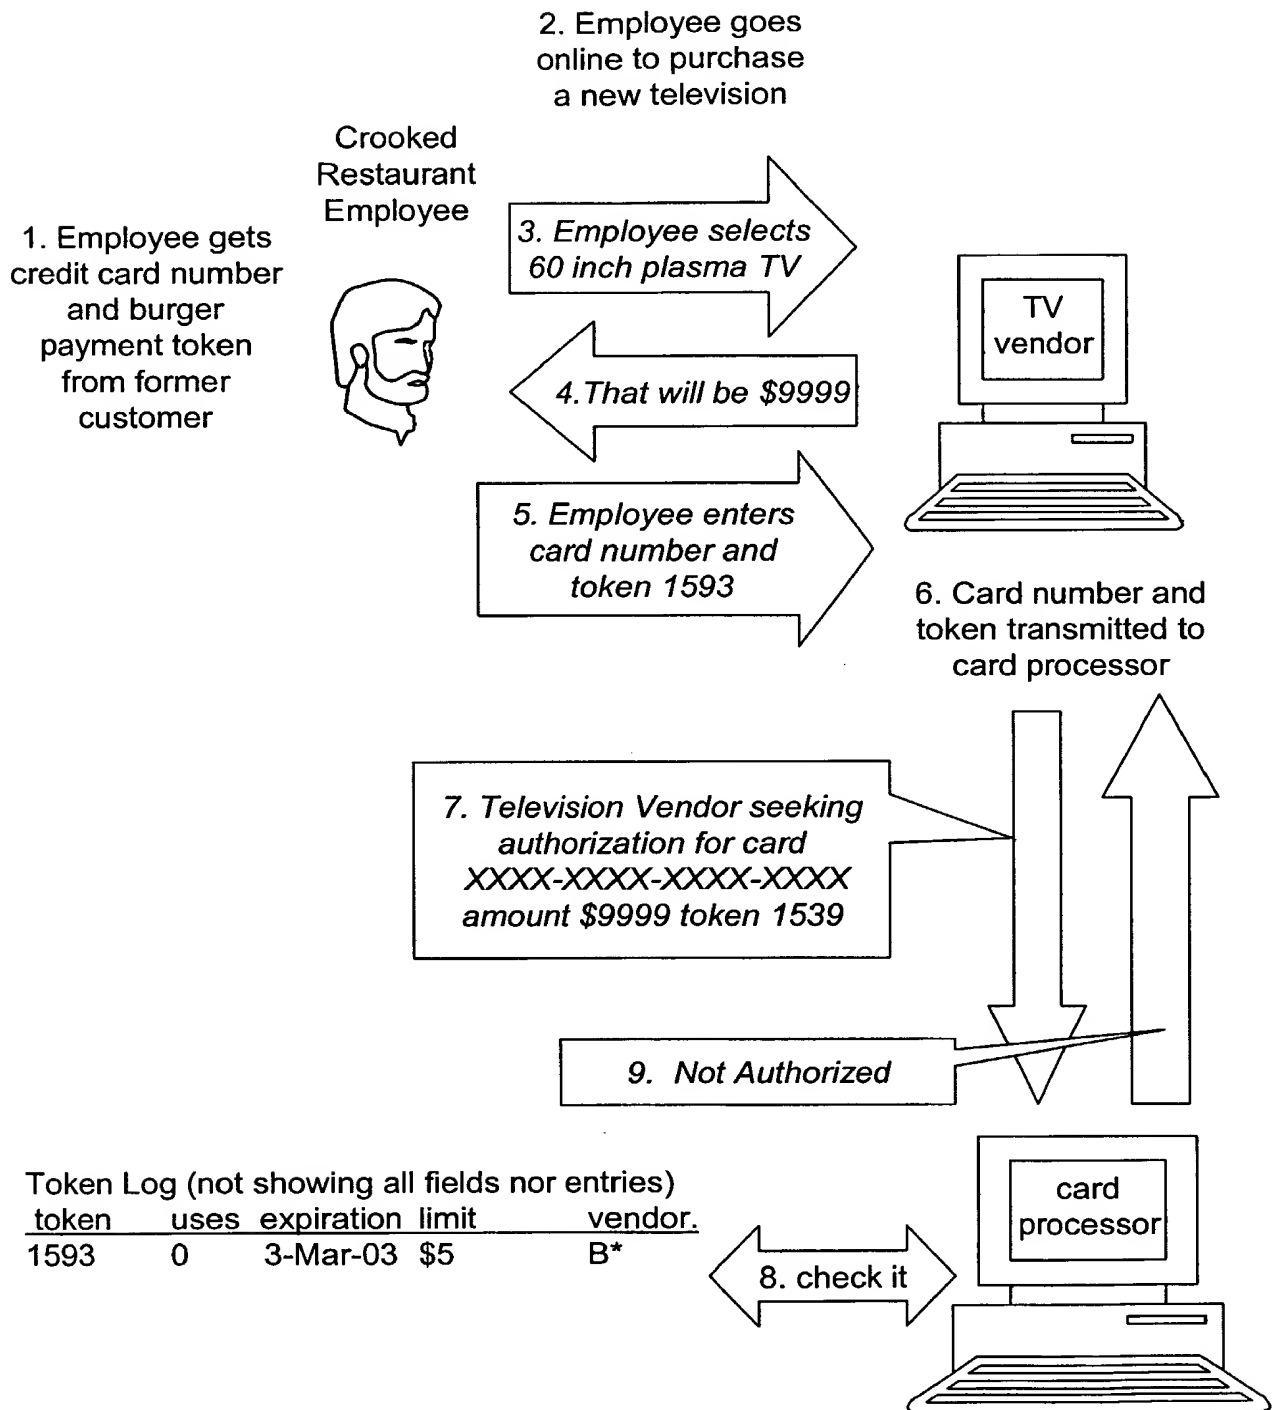 2. Employee goes
online to purchase
a new television
Crooked
Restaurant
Employee
1. Employee gets
credit card number
and burger
payment token
from former
customer
3. Employee selects
60 inch plasma TV
TV
vendor
4. That will be $9999
5. Employee enters
card number and
token 1593
6. Card number and
token transmitted to
card processor
7. Television Vendor seeking
authorization for card
XXXX-XXXX-XXXX-XXXX
amount $9999 token 1539
9. Not Authorized
Token Log (not showing all fields nor entries)
token uses expiration limit vendor.
1593 0 3-Mar-03 $5 B*
8. check it
card
processor